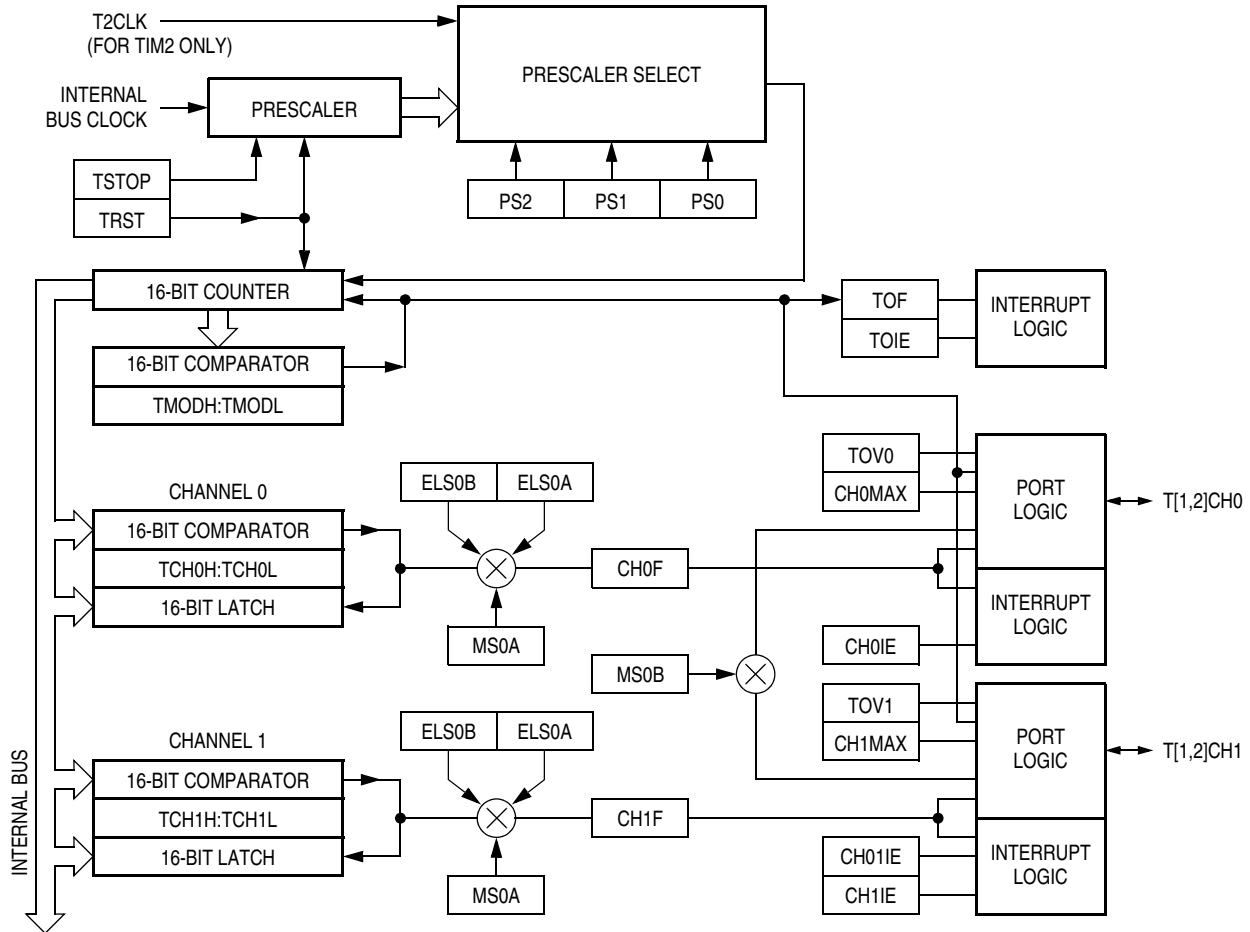 T2CLK
(FOR TIM2 ONLY)
PRESCALER SELECT
INTERNAL
BUS CLOCK
PRESCALER
TSTOP
TRST
PS2
PS1
PS0
16-BIT COUNTER
16-BIT COMPARATOR
TMODH:TMODL
TOF
TOIE
INTERRUPT
LOGIC
CHANNEL 0
16-BIT COMPARATOR
TCH0H:TCH0L
16-BIT LATCH
ELS0B
ELS0A
MS0A
CH0F
TOV0
CH0MAX
PORT
LOGIC
T[1,2]CH0
INTERRUPT
LOGIC
CH0IE
MS0B
CHANNEL 1
16-BIT COMPARATOR
TCH1H:TCH1L
16-BIT LATCH
ELS0B
ELS0A
MS0A
CH1F
TOV1
CH1MAX
PORT
LOGIC
T[1,2]CH1
INTERRUPT
LOGIC
CH01IE
CH1IE
INTERNAL BUS